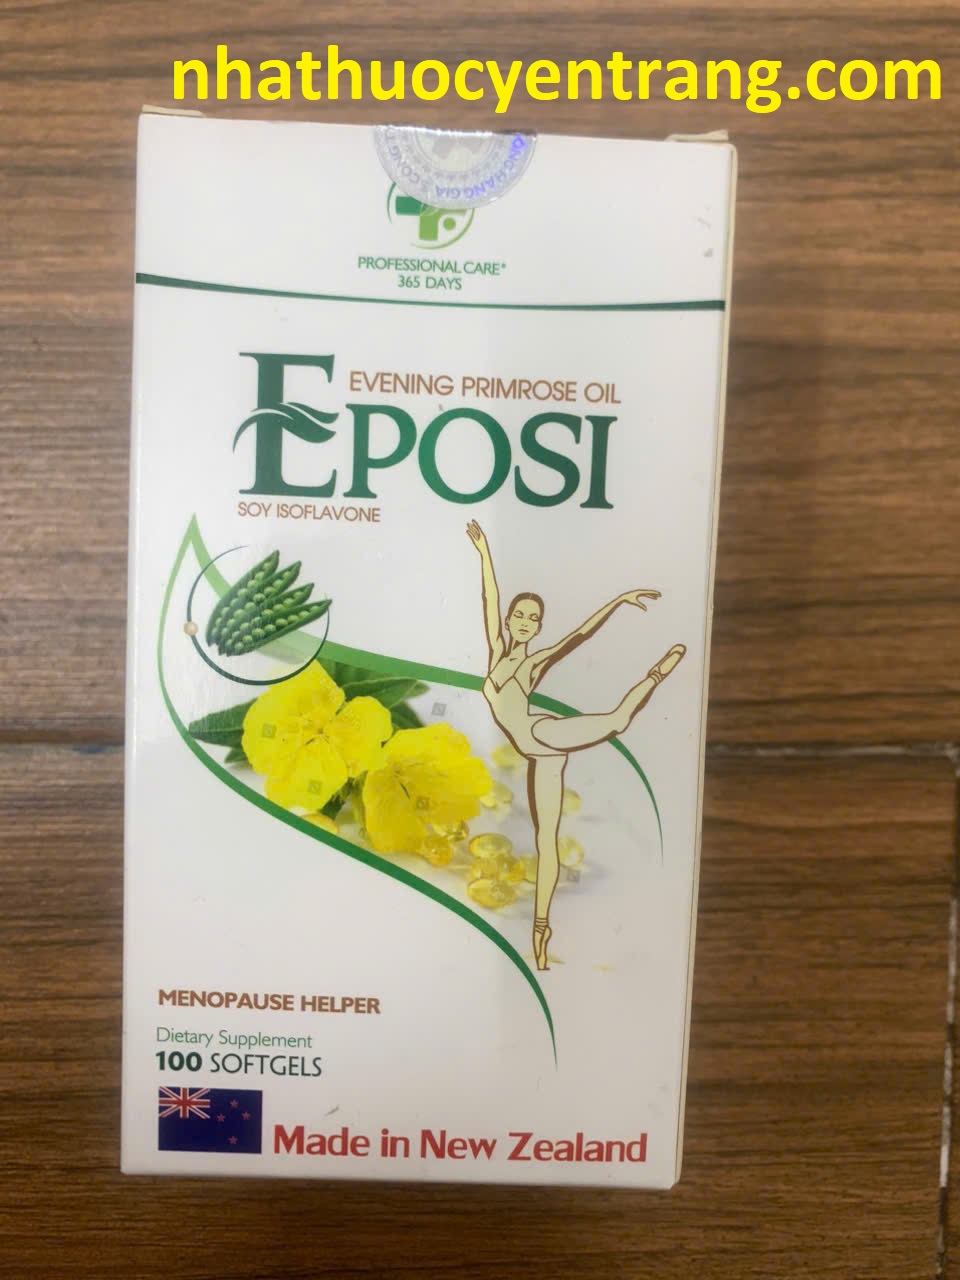 nhathuocyentrang.com
PROFESSIONAL CARE®
365 DAYS
EVENING PRIMROSE OIL
EPOSI
SOY ISOFLAVONE
MENOPAUSE HELPER
Dietary Supplement
100 SOFTGELS
Made in New Zealand